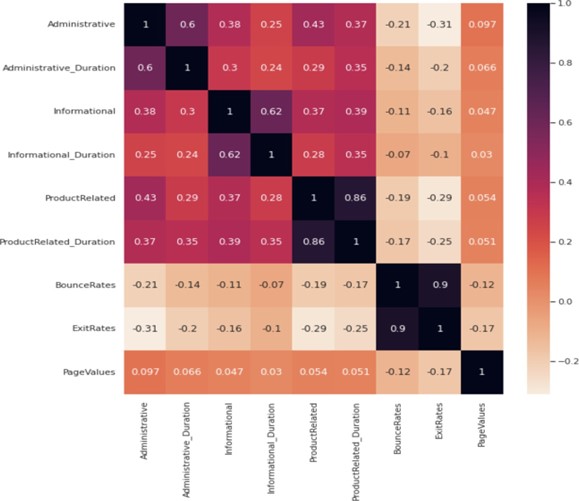 Administrative 1 0.6 0.38 0.25 0.43 0.37 -0.21 -0.31 0.097
Administrative_Duration 0.6 1 0.3 0.24 0.29 0.35 -0.14 -0.2 0.066
Informational 0.38 0.3 1 0.62 0.37 0.39 -0.11 -0.16 0.047
Informational_Duration 0.25 0.24 0.62 1 0.28 0.35 -0.07 -0.1 0.03
ProductRelated 0.43 0.29 0.37 0.28 1 0.86 -0.19 -0.29 0.054
ProductRelated_Duration 0.37 0.35 0.39 0.35 0.86 1 -0.17 -0.25 0.051
BounceRates -0.21 -0.14 -0.11 -0.07 -0.19 -0.17 1 0.9 -0.12
ExitRates -0.31 -0.2 -0.16 -0.1 -0.29 -0.25 0.9 1 -0.17
PageValues 0.097 0.066 0.047 0.03 0.054 0.051 -0.12 -0.17 1
Administrative
Administrative_Duration
Informational
Informational_Duration
ProductRelated
ProductRelated_Duration
BounceRates
ExitRates
PageValues
1.0
0.8
0.6
0.4
0.2
0.0
−0.2